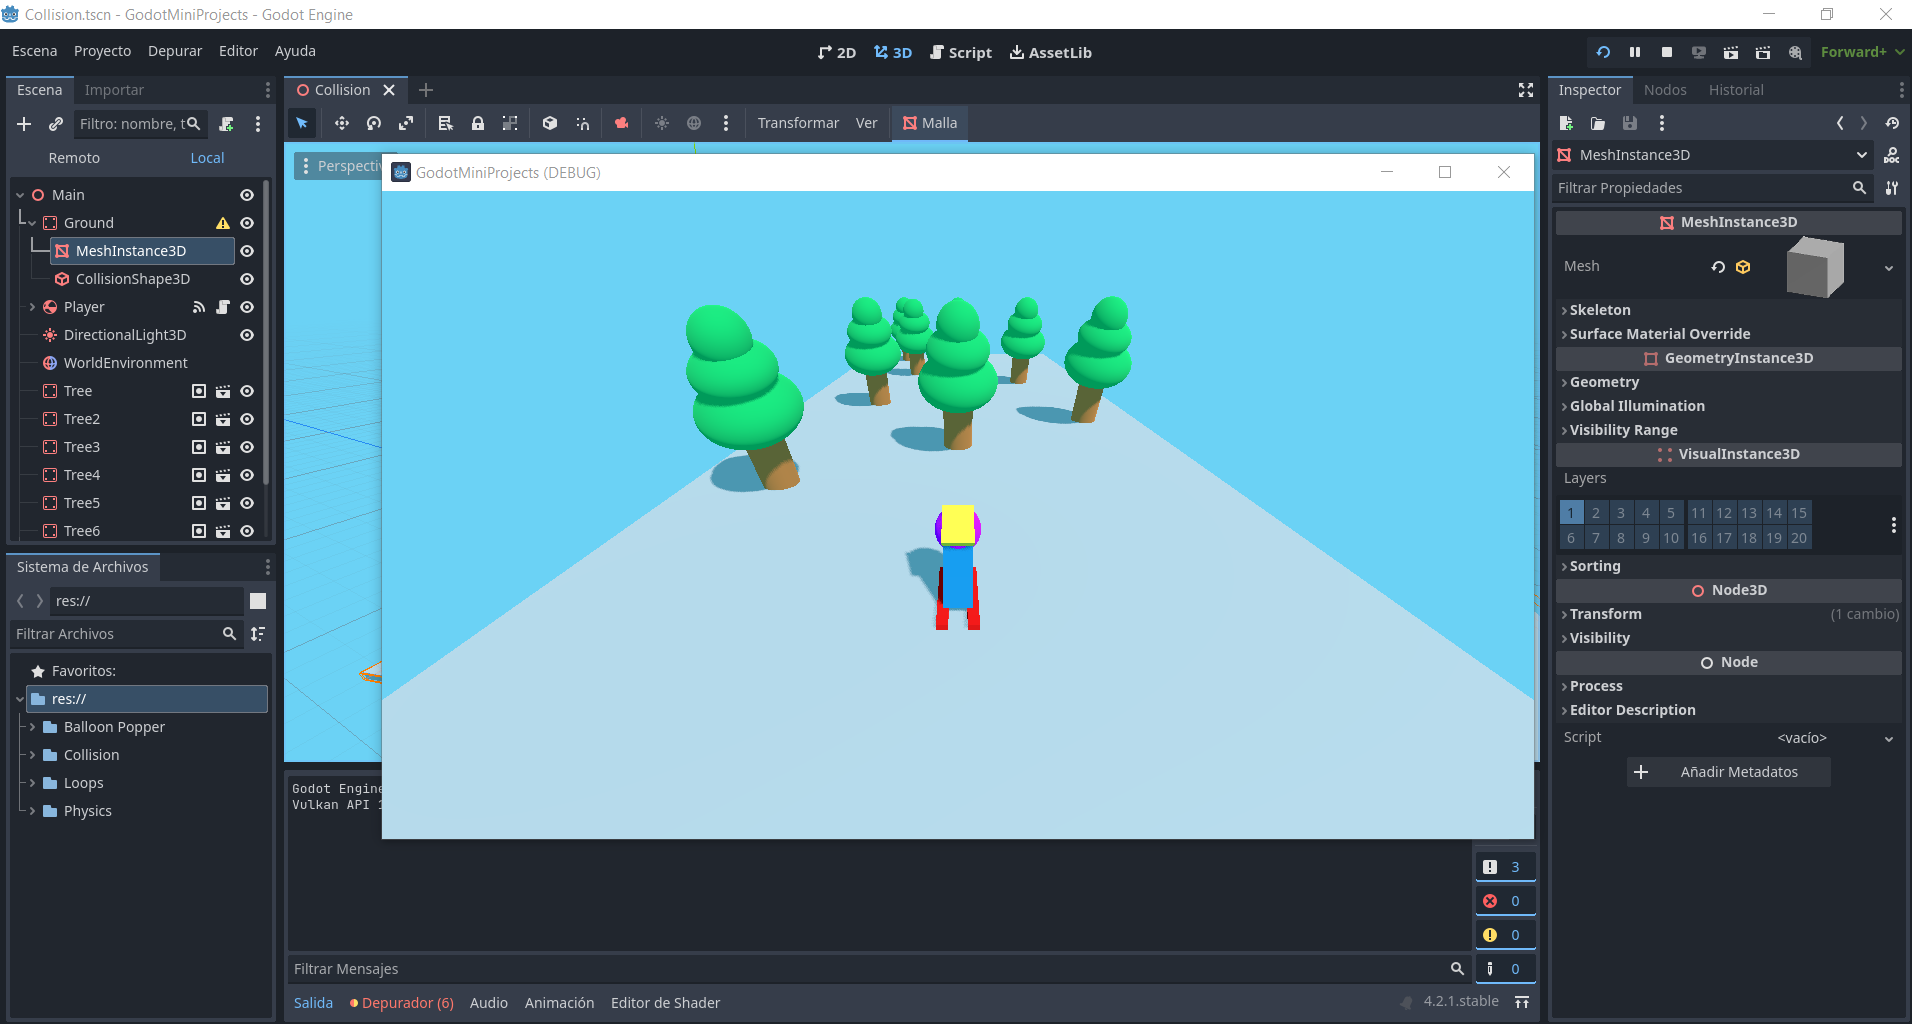 Collision.tscn - GodotMiniProjects - Godot Engine
Escena Proyecto Depurar Editor Ayuda
2D 3D Script AssetLib
Forward+
Escena Importar
Filtro: nombre, t
Remoto Local
Main
Ground
MeshInstance3D
CollisionShape3D
Player
DirectionalLight3D
WorldEnvironment
Tree
Tree2
Tree3
Tree4
Tree5
Tree6
Sistema de Archivos
res://
Filtrar Archivos
Favoritos:
res://
Balloon Popper
Collision
Loops
Physics
Collision
Transformar Ver Malla
Perspectiv
GodotMiniProjects (DEBUG)
Godot Engine
Vulkan API
3
0
0
0
Filtrar Mensajes
Salida Depurador (6) Audio Animación Editor de Shader
4.2.1.stable
Inspector Nodos Historial
MeshInstance3D
DOC
Filtrar Propiedades
MeshInstance3D
Mesh
Skeleton
Surface Material Override
GeometryInstance3D
Geometry
Global Illumination
Visibility Range
VisualInstance3D
Layers
1 2 3 4 5 11 12 13 14 15
6 7 8 9 10 16 17 18 19 20
Sorting
Node3D
Transform (1 cambio)
Visibility
Node
Process
Editor Description
Script <vacío>
Añadir Metadatos